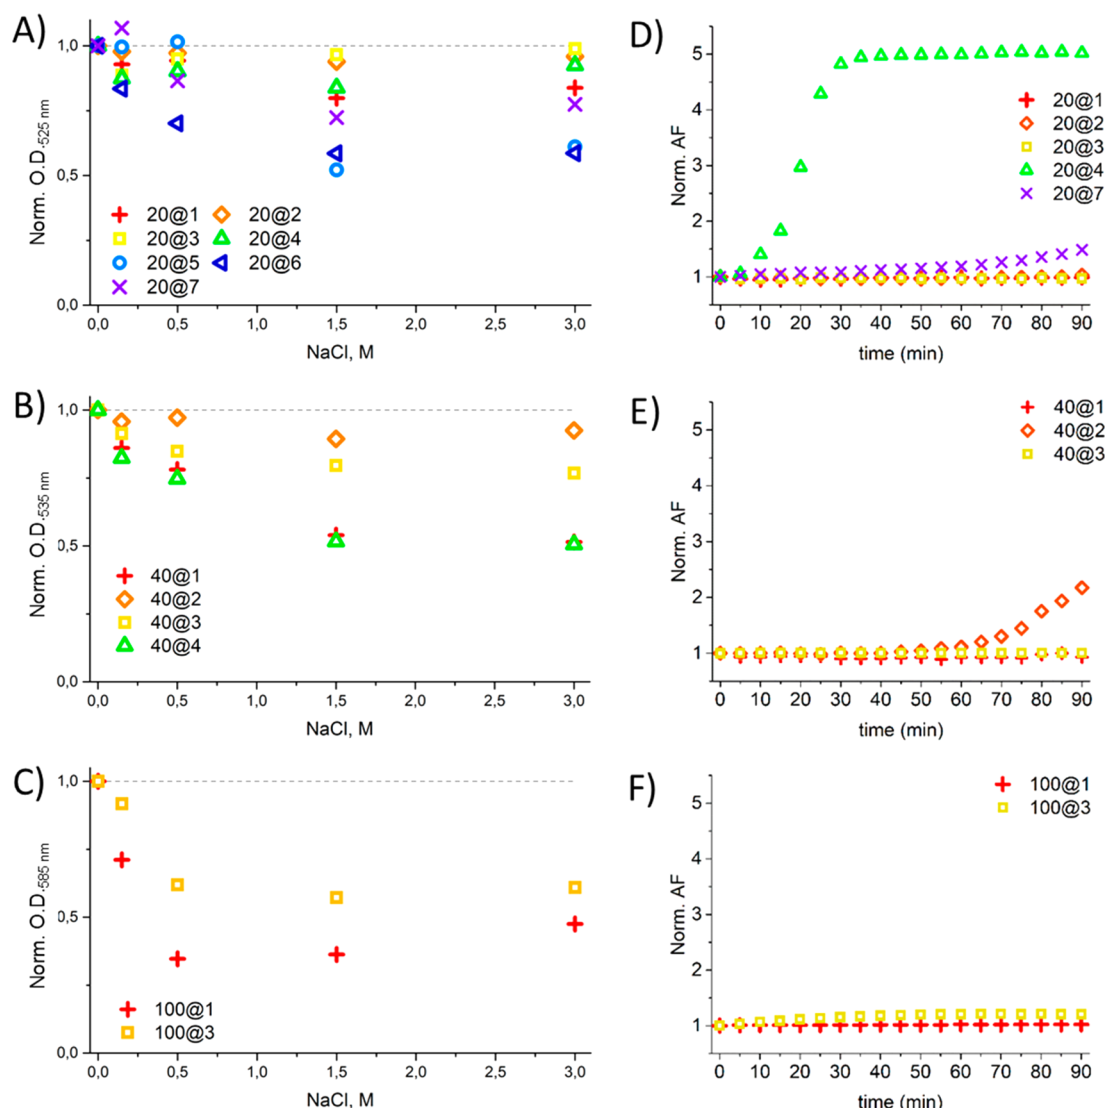 A)
1,0
0,5
0,0
Norm. O.D.-525 nm
20@1 20@2
20@3 20@4
20@5 20@6
20@7
0,0 0,5 1,0 1,5 2,0 2,5 3,0
NaCl, M
D)
5
4
3
2
1
Norm. AF
20@1
20@2
20@3
20@4
20@7
0 10 20 30 40 50 60 70 80 90
time (min)
B)
1,0
0,5
0,0
Norm. O.D.-535 nm
40@1
40@2
40@3
40@4
0,0 0,5 1,0 1,5 2,0 2,5 3,0
NaCl, M
E)
5
4
3
2
1
Norm. AF
40@1
40@2
40@3
0 10 20 30 40 50 60 70 80 90
time (min)
C)
1,0
0,5
0,0
Norm. O.D.-585 nm
100@1
100@3
0,0 0,5 1,0 1,5 2,0 2,5 3,0
NaCl, M
F)
5
4
3
2
1
Norm. AF
100@1
100@3
0 10 20 30 40 50 60 70 80 90
time (min)